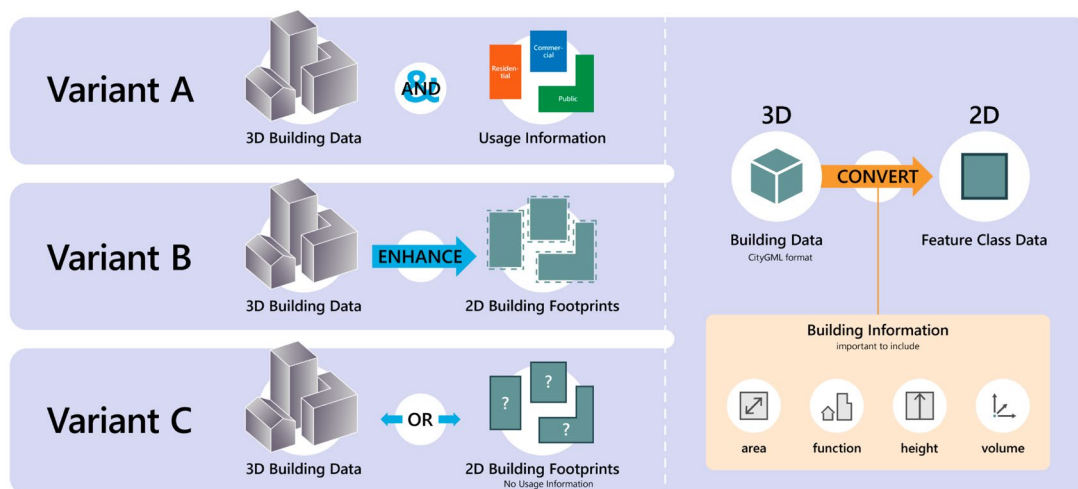 Variant A
3D Building Data
&
AND
Residen-
tial
Commer-
cial
Public
Usage Information
Variant B
3D Building Data
ENHANCE
2D Building Footprints
Variant C
3D Building Data
OR
?
?
?
2D Building Footprints
No Usage Information
3D
2D
CONVERT
Building Data
CityGML format
Feature Class Data
Building Information
important to include
area
function
height
volume